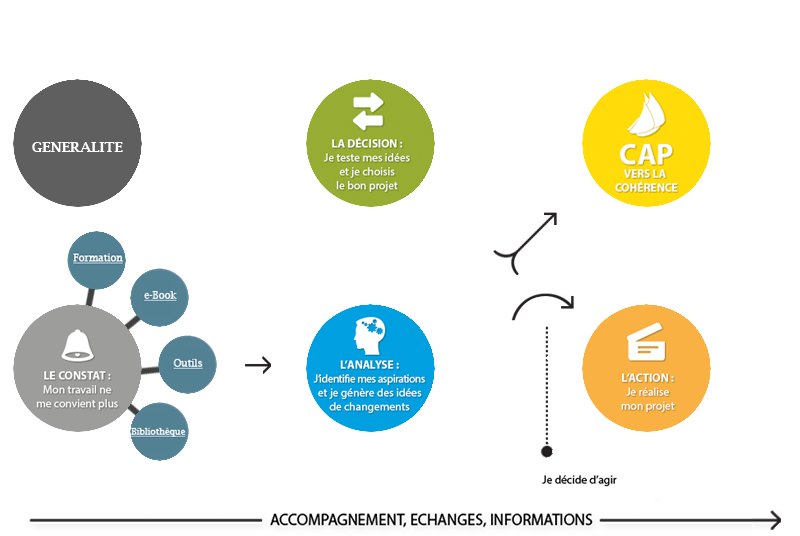 GENERALITE
LA DÉCISION :
Je teste mes idées
et je choisis
le bon projet
CAP
VERS LA
COHÉRENCE
Formation
e-Book
Outils
Bibliothèque
LE CONSTAT :
Mon travail ne
me convient plus
L'ANALYSE :
J'identifie mes aspirations
et je génère des idées
de changements
L'ACTION :
Je réalise
mon projet
Je décide d'agir
ACCOMPAGNEMENT, ECHANGES, INFORMATIONS